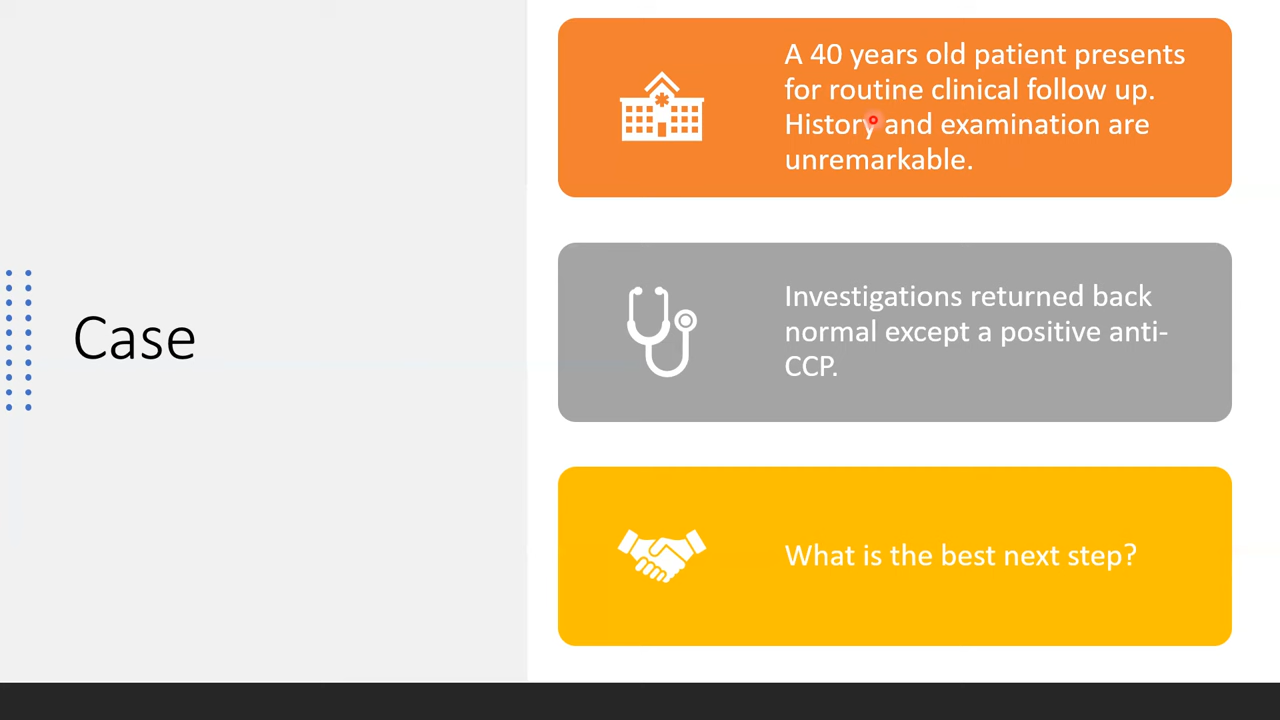 Case
A 40 years old patient presents
for routine clinical follow up.
History and examination are
unremarkable.
Investigations returned back
normal except a positive anti-
CCP.
What is the best next step?